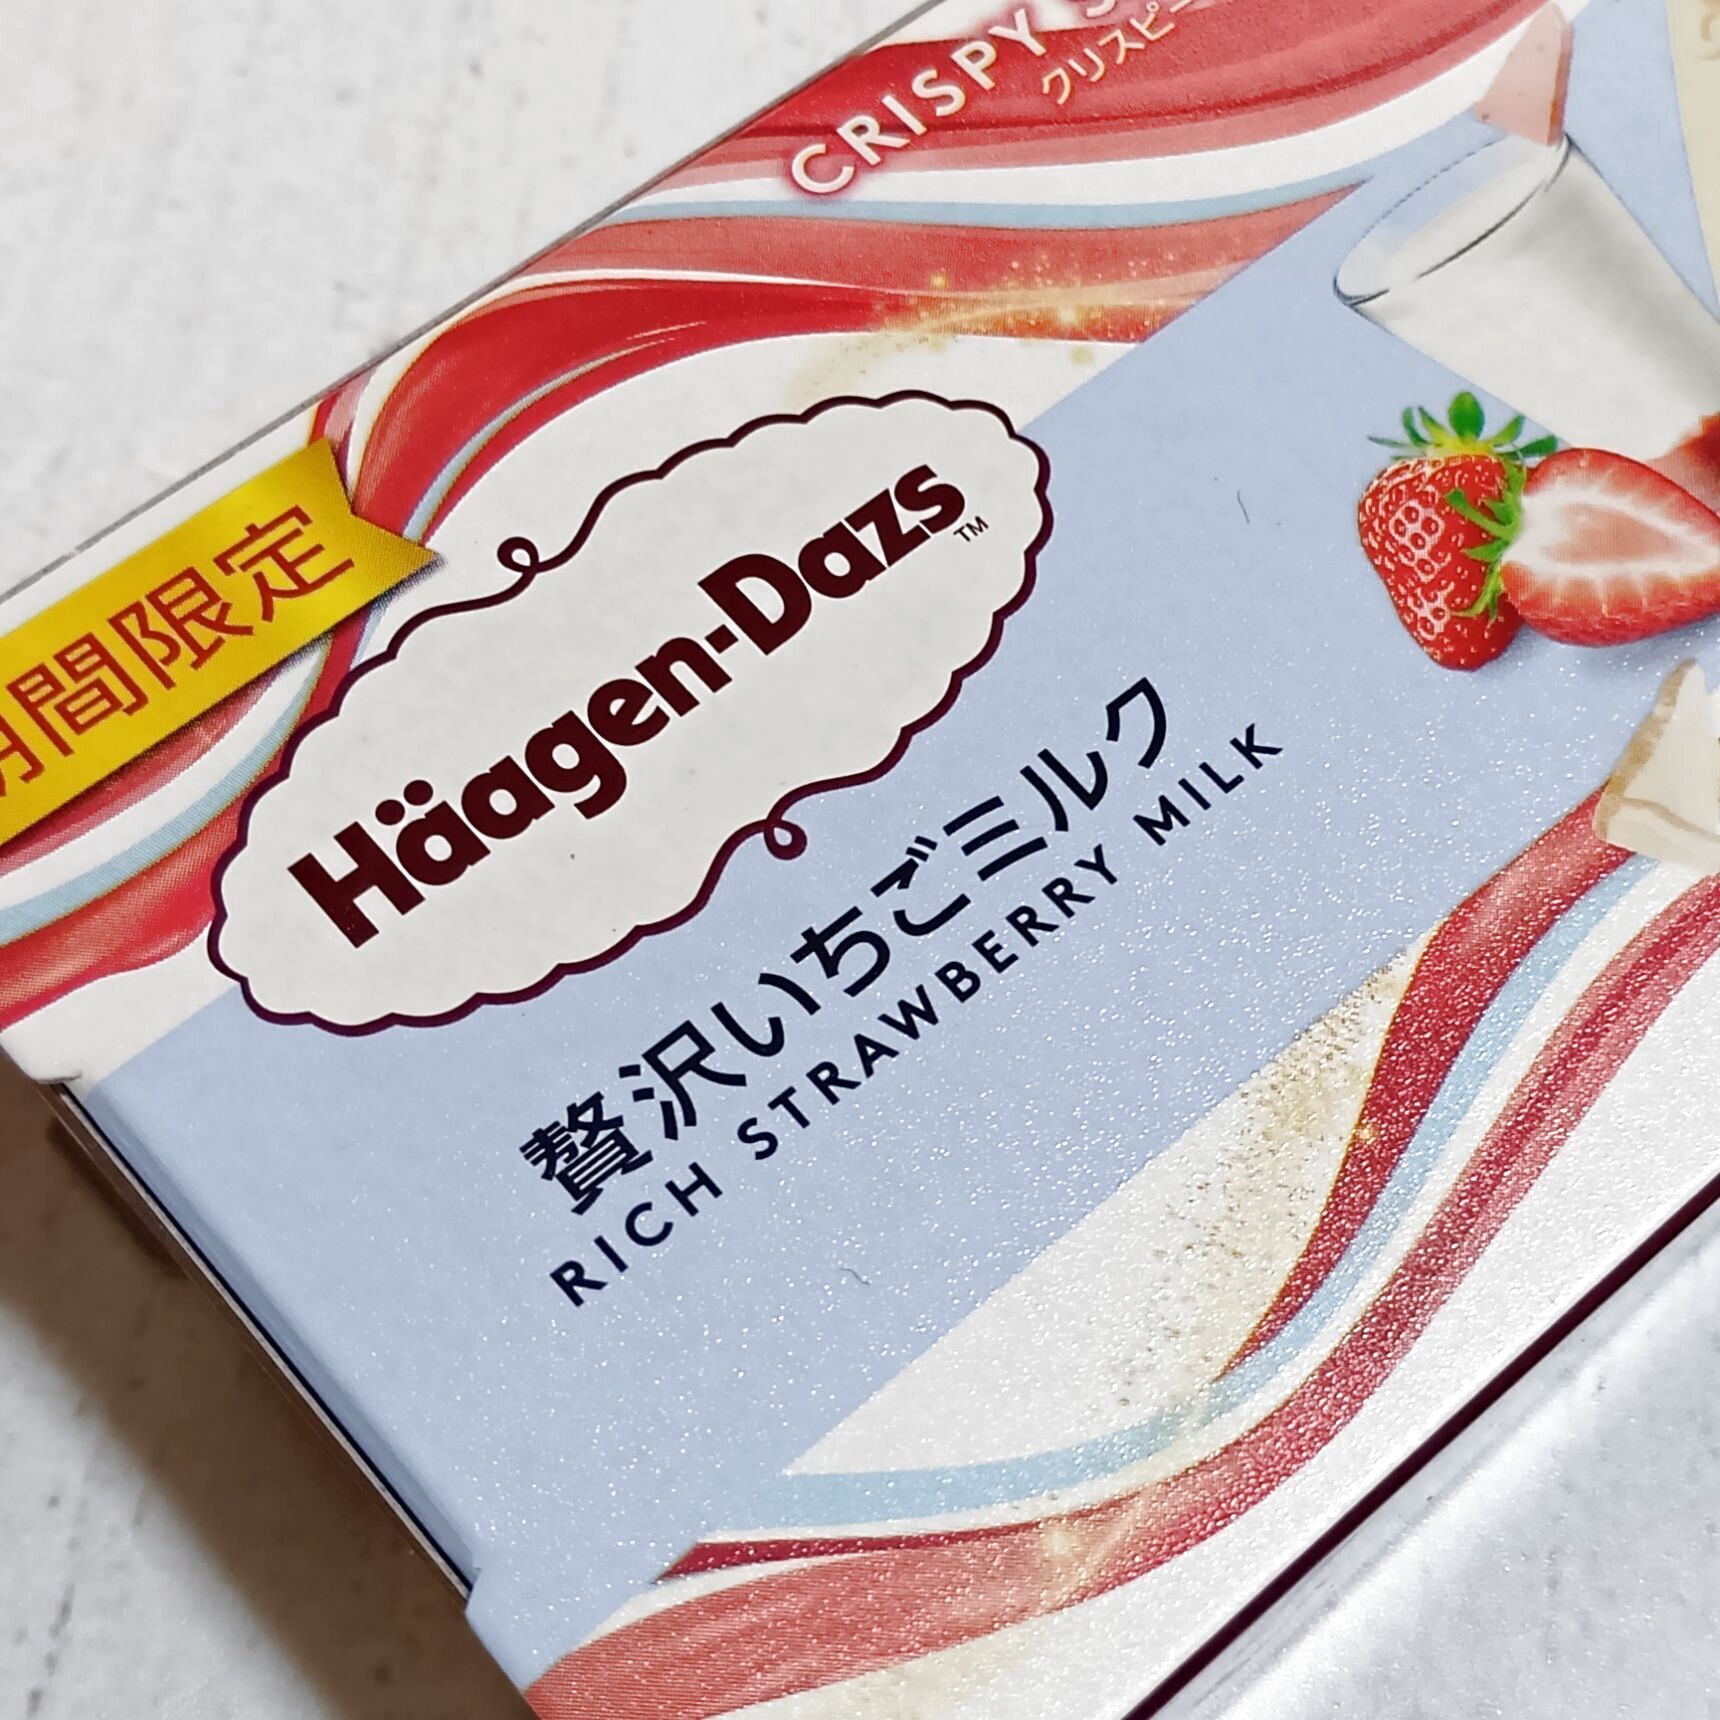 CRISPY
クリスピー
間限定
Häagen-Dazs™
贅沢いちごミルク
RICH STRAWBERRY MILK